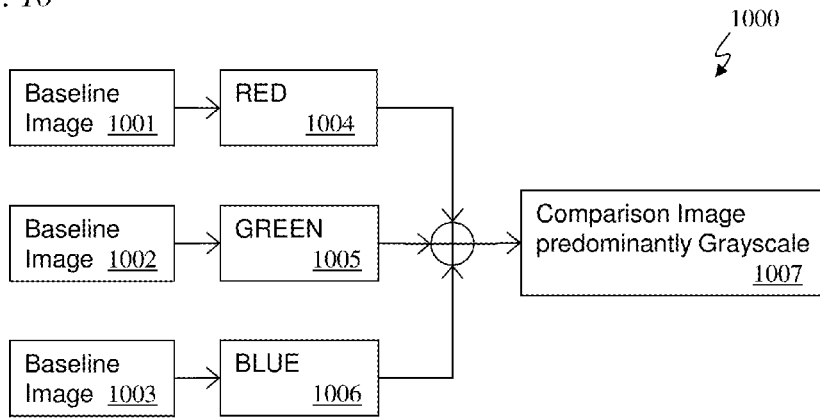 . 10
1000
Baseline
Image 1001
RED
1004
Baseline
Image 1002
GREEN
1005
Comparison Image
predominantly Grayscale
1007
Baseline
Image 1003
BLUE
1006